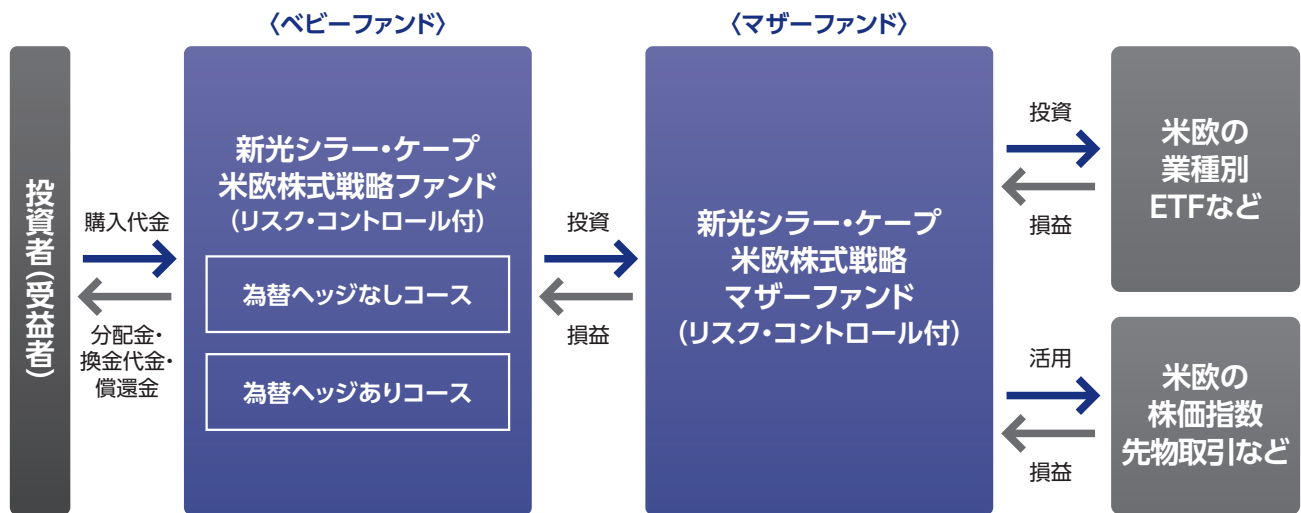 〈ベビーファンド〉
〈マザーファンド〉
投資者(受益者)
購入代金
分配金・
換金代金・
償還金
新光シラー・ケープ
米欧株式戦略ファンド
(リスク・コントロール付)
為替ヘッジなしコース
為替ヘッジありコース
投資
損益
新光シラー・ケープ
米欧株式戦略
マザーファンド
(リスク・コントロール付)
投資
損益
米欧の
業種別
ETFなど
活用
損益
米欧の
株価指数
先物取引など